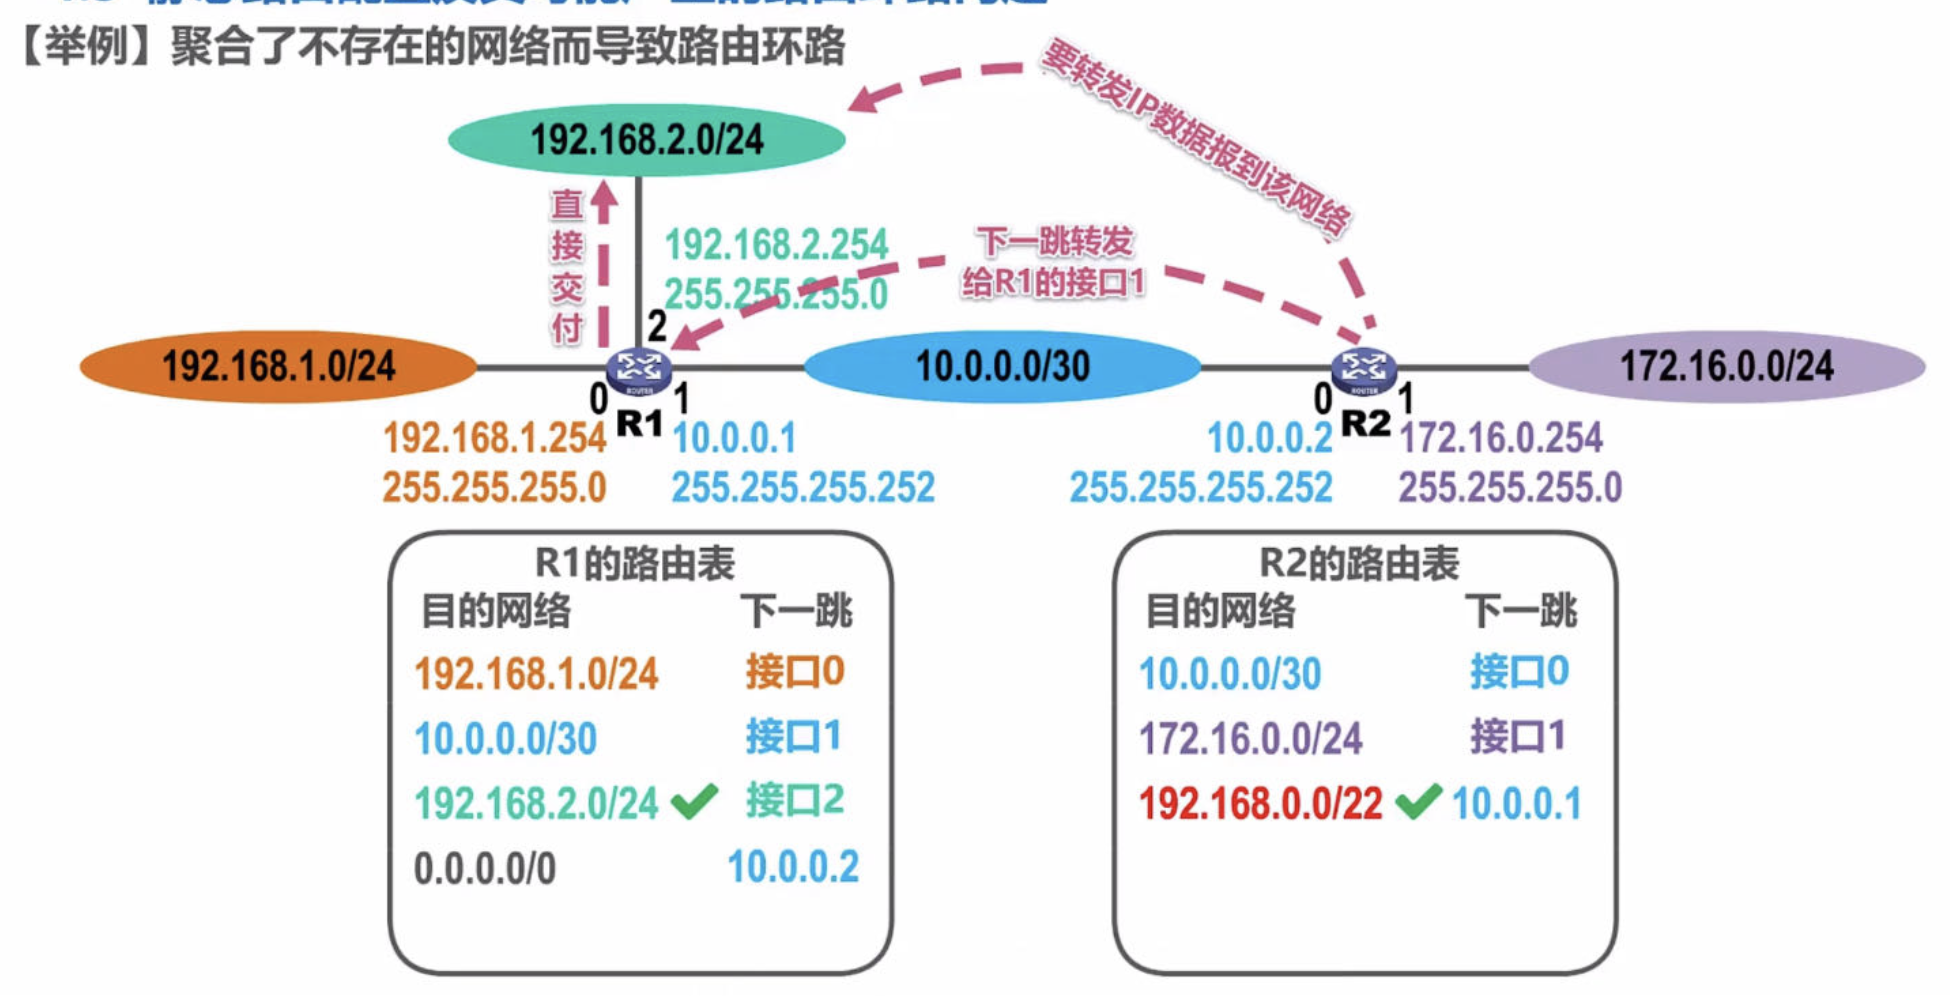 【举例】聚合了不存在的网络而导致路由环路
要转发IP数据报到该网络
192.168.2.0/24
直接交付
192.168.2.254
255.255.255.0
下一跳转发
给R1的接口1
2
192.168.1.0/24
10.0.0.0/30
172.16.0.0/24
ROUTER
ROUTER
0
R1
1
0
R2
1
192.168.1.254
255.255.255.0
10.0.0.1
255.255.255.252
10.0.0.2
255.255.255.252
172.16.0.254
255.255.255.0
R1的路由表
目的网络 下一跳
192.168.1.0/24 接口0
10.0.0.0/30 接口1
192.168.2.0/24 接口2
0.0.0.0/0 10.0.0.2
R2的路由表
目的网络 下一跳
10.0.0.0/30 接口0
172.16.0.0/24 接口1
192.168.0.0/22 10.0.0.1